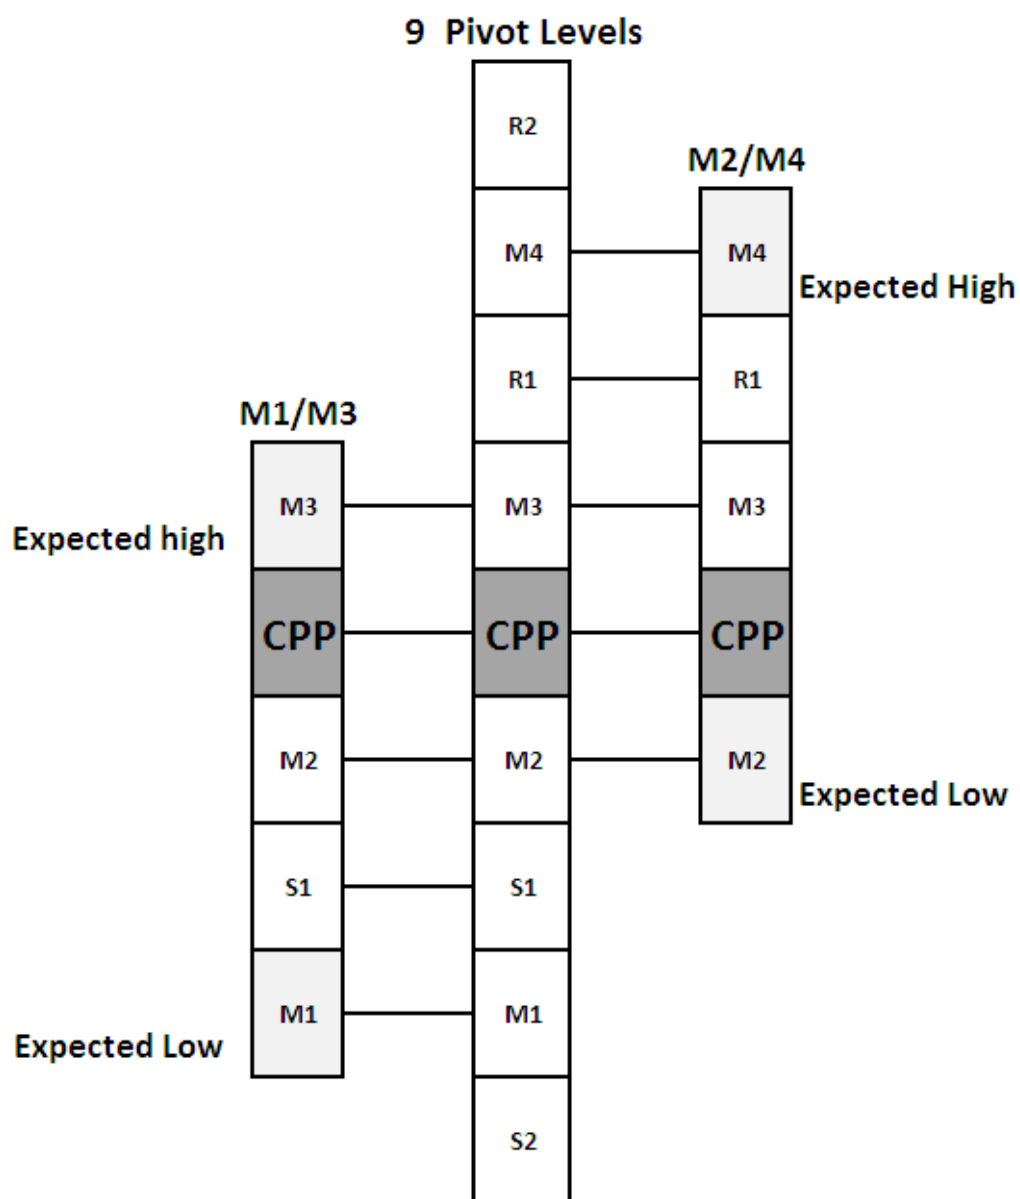 9 Pivot Levels
R2
M2/M4
M4 M4
Expected High
R1 R1
M1/M3
M3 M3 M3
Expected high
CPP CPP CPP
M2 M2 M2
Expected Low
S1 S1
M1 M1
Expected Low
S2